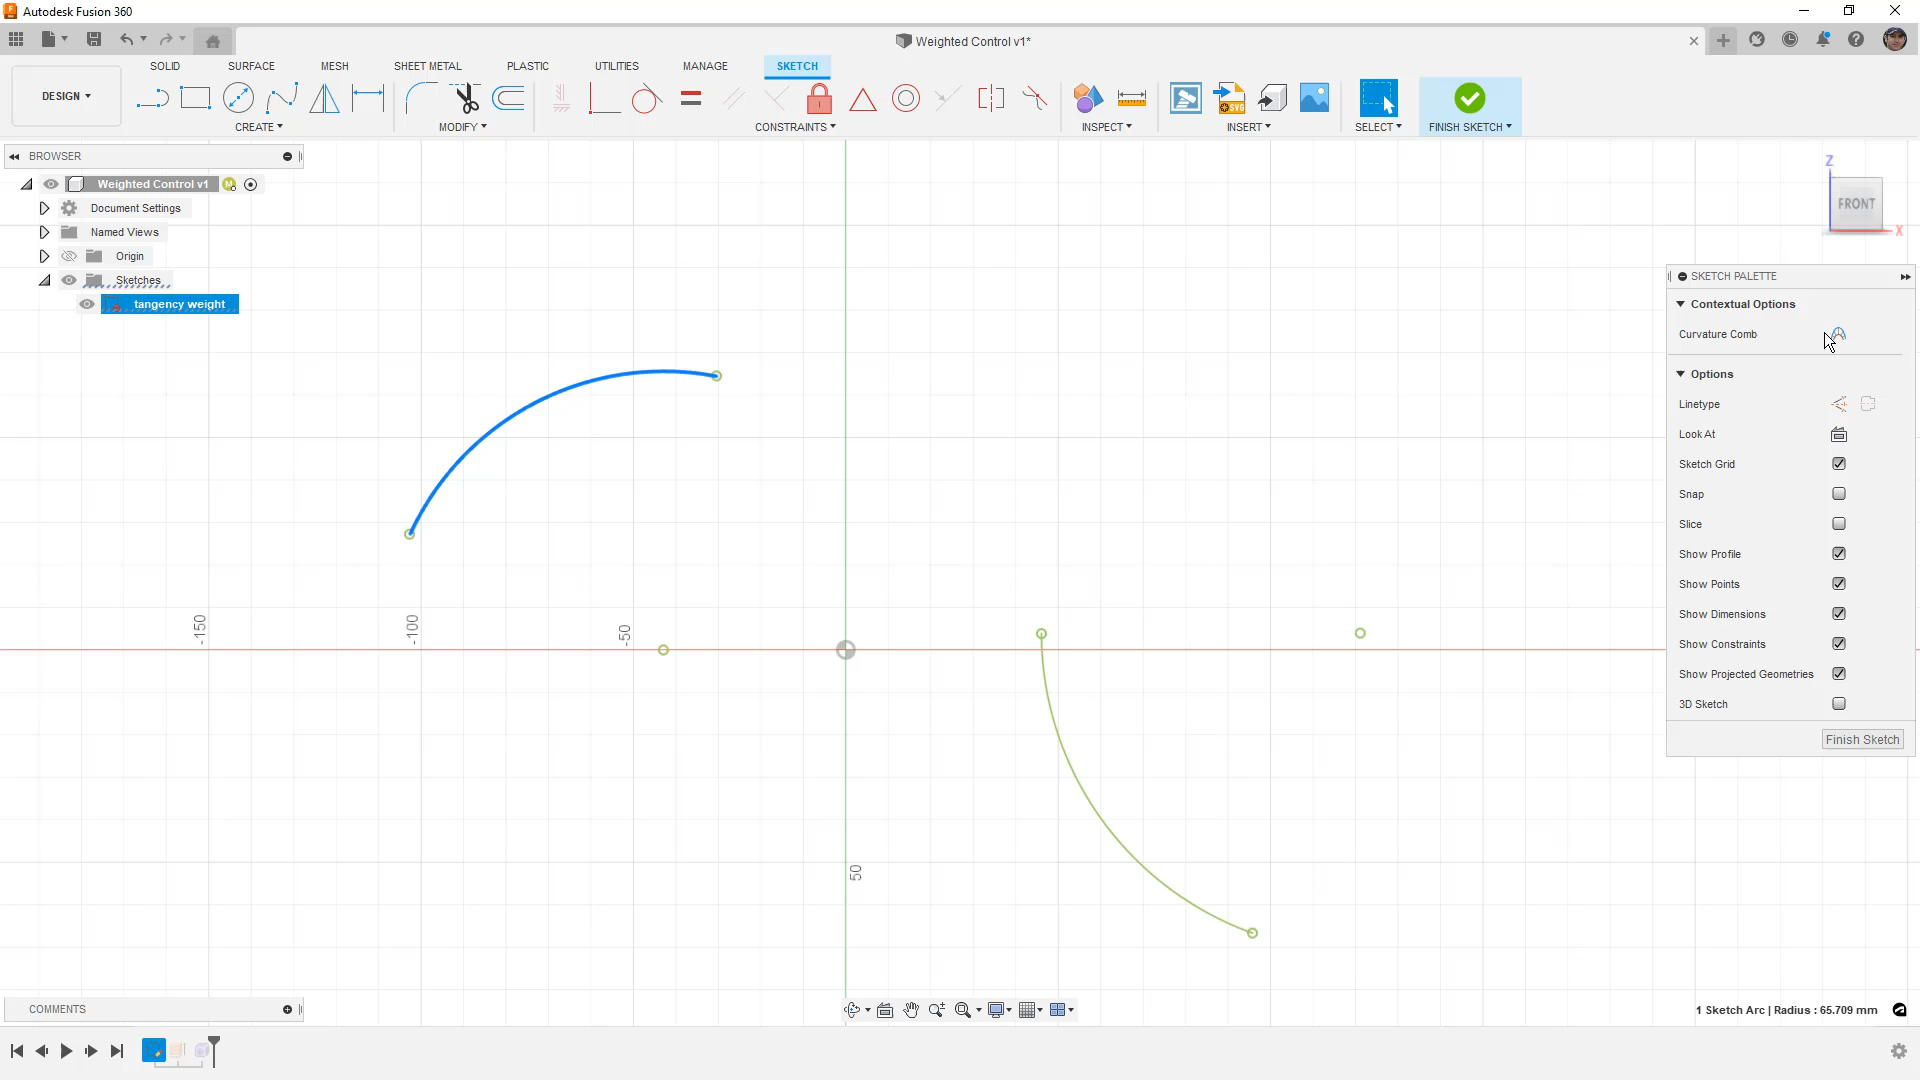 Autodesk Fusion 360
Weighted Control v1*
SOLID
SURFACE
MESH
SHEET METAL
PLASTIC
UTILITIES
MANAGE
SKETCH
DESIGN
SVG
CREATE
MODIFY
CONSTRAINTS
INSPECT
INSERT
SELECT
FINISH SKETCH
BROWSER
Weighted Control v1
M
Document Settings
Named Views
Origin
Sketches
tangency weight
Z
FRONT
X
SKETCH PALETTE
Contextual Options
Curvature Comb
Options
Linetype
Look At
Sketch Grid
Snap
Slice
Show Profile
Show Points
Show Dimensions
Show Constraints
Show Projected Geometries
3D Sketch
Finish Sketch
-150
-100
-50
50
COMMENTS
1 Sketch Arc | Radius : 65.709 mm